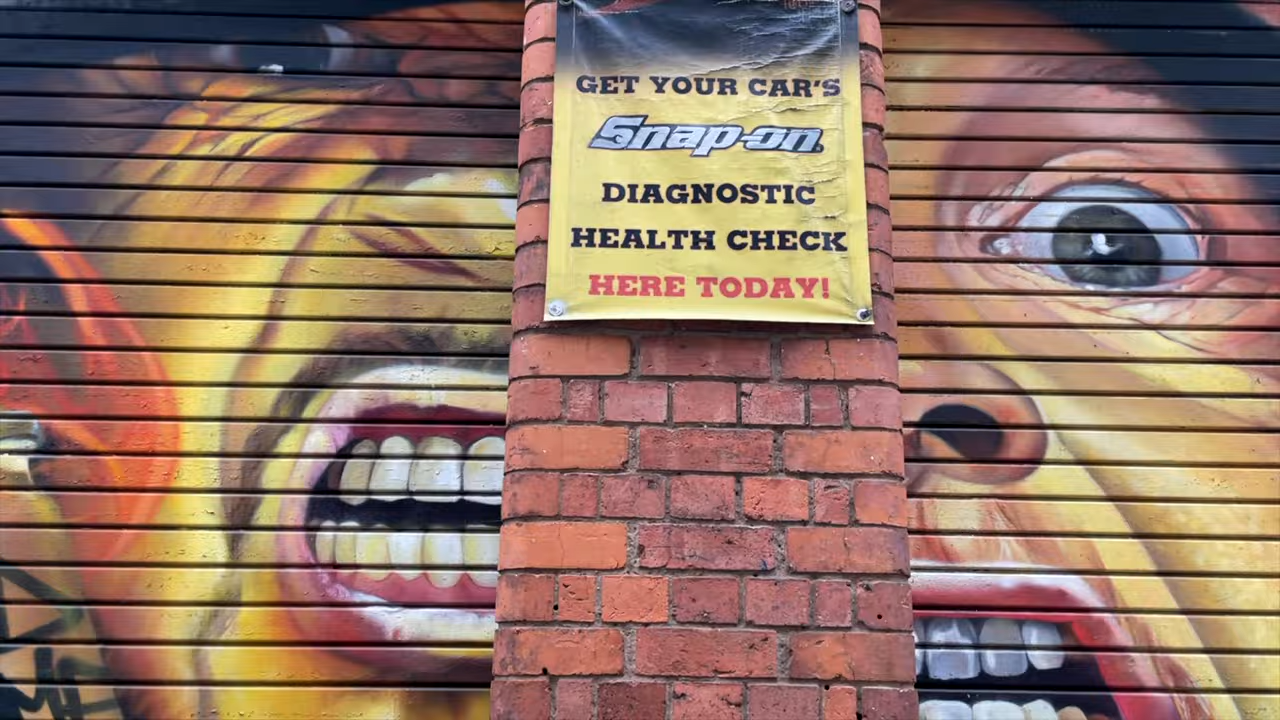 GET YOUR CAR'S
Snap-on
DIAGNOSTIC
HEALTH CHECK
HERE TODAY!